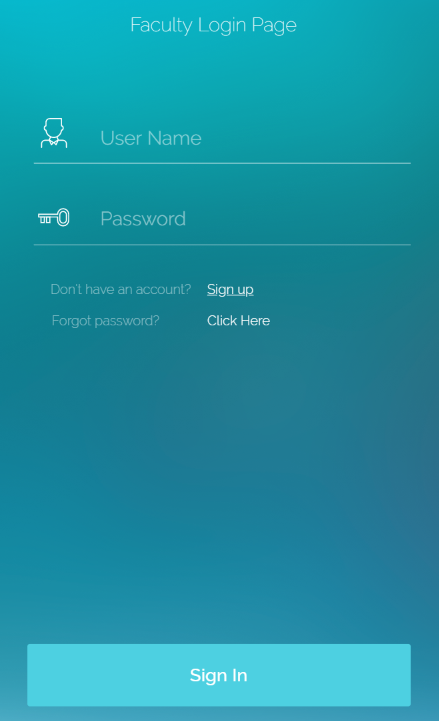 Faculty Login Page
User Name
Password
Don't have an account? Sign up
Forgot password? Click Here
Sign In